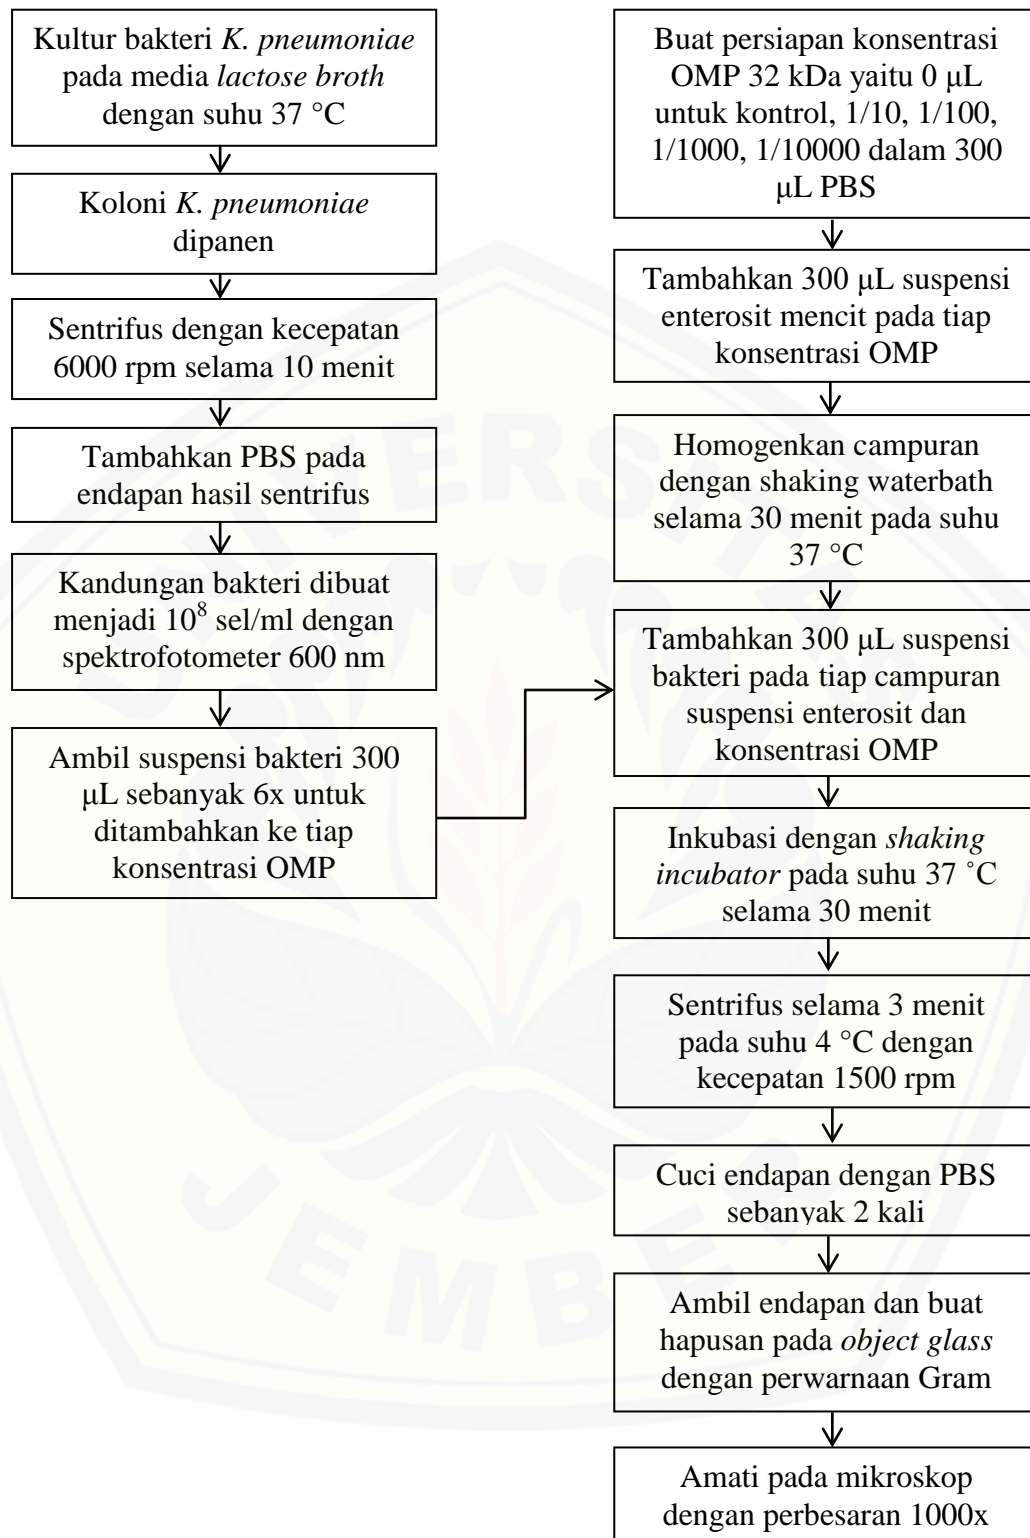 Kultur bakteri K. pneumoniae
pada media lactose broth
dengan suhu 37 °C
Koloni K. pneumoniae
dipanen
Sentrifus dengan kecepatan
6000 rpm selama 10 menit
Tambahkan PBS pada
endapan hasil sentrifus
Kandungan bakteri dibuat
menjadi 10⁸ sel/ml dengan
spektrofotometer 600 nm
Ambil suspensi bakteri 300
μL sebanyak 6x untuk
ditambahkan ke tiap
konsentrasi OMP
Buat persiapan konsentrasi
OMP 32 kDa yaitu 0 μL
untuk kontrol, 1/10, 1/100,
1/1000, 1/10000 dalam 300
μL PBS
Tambahkan 300 μL suspensi
enterosit mencit pada tiap
konsentrasi OMP
Homogenkan campuran
dengan shaking waterbath
selama 30 menit pada suhu
37 °C
Tambahkan 300 μL suspensi
bakteri pada tiap campuran
suspensi enterosit dan
konsentrasi OMP
Inkubasi dengan shaking
incubator pada suhu 37 ˚C
selama 30 menit
Sentrifus selama 3 menit
pada suhu 4 °C dengan
kecepatan 1500 rpm
Cuci endapan dengan PBS
sebanyak 2 kali
Ambil endapan dan buat
hapusan pada object glass
dengan perwarnaan Gram
Amati pada mikroskop
dengan perbesaran 1000x
UNIVERSITAS
JEMBER